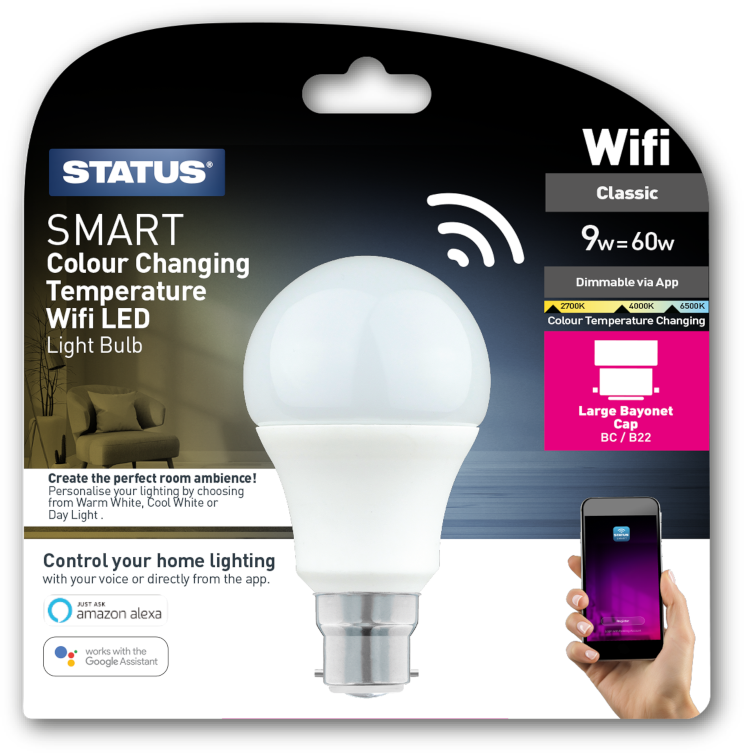 STATUS®
SMART
Colour Changing
Temperature
Wifi LED
Light Bulb
Wifi
Classic
9w=60w
Dimmable via App
2700K 4000K 6500K
Colour Temperature Changing
Large Bayonet
Cap
BC / B22
Create the perfect room ambience!
Personalise your lighting by choosing
from Warm White, Cool White or
Day Light .
Control your home lighting
with your voice or directly from the app.
JUST ASK
amazon alexa
works with the
Google Assistant
STATUS